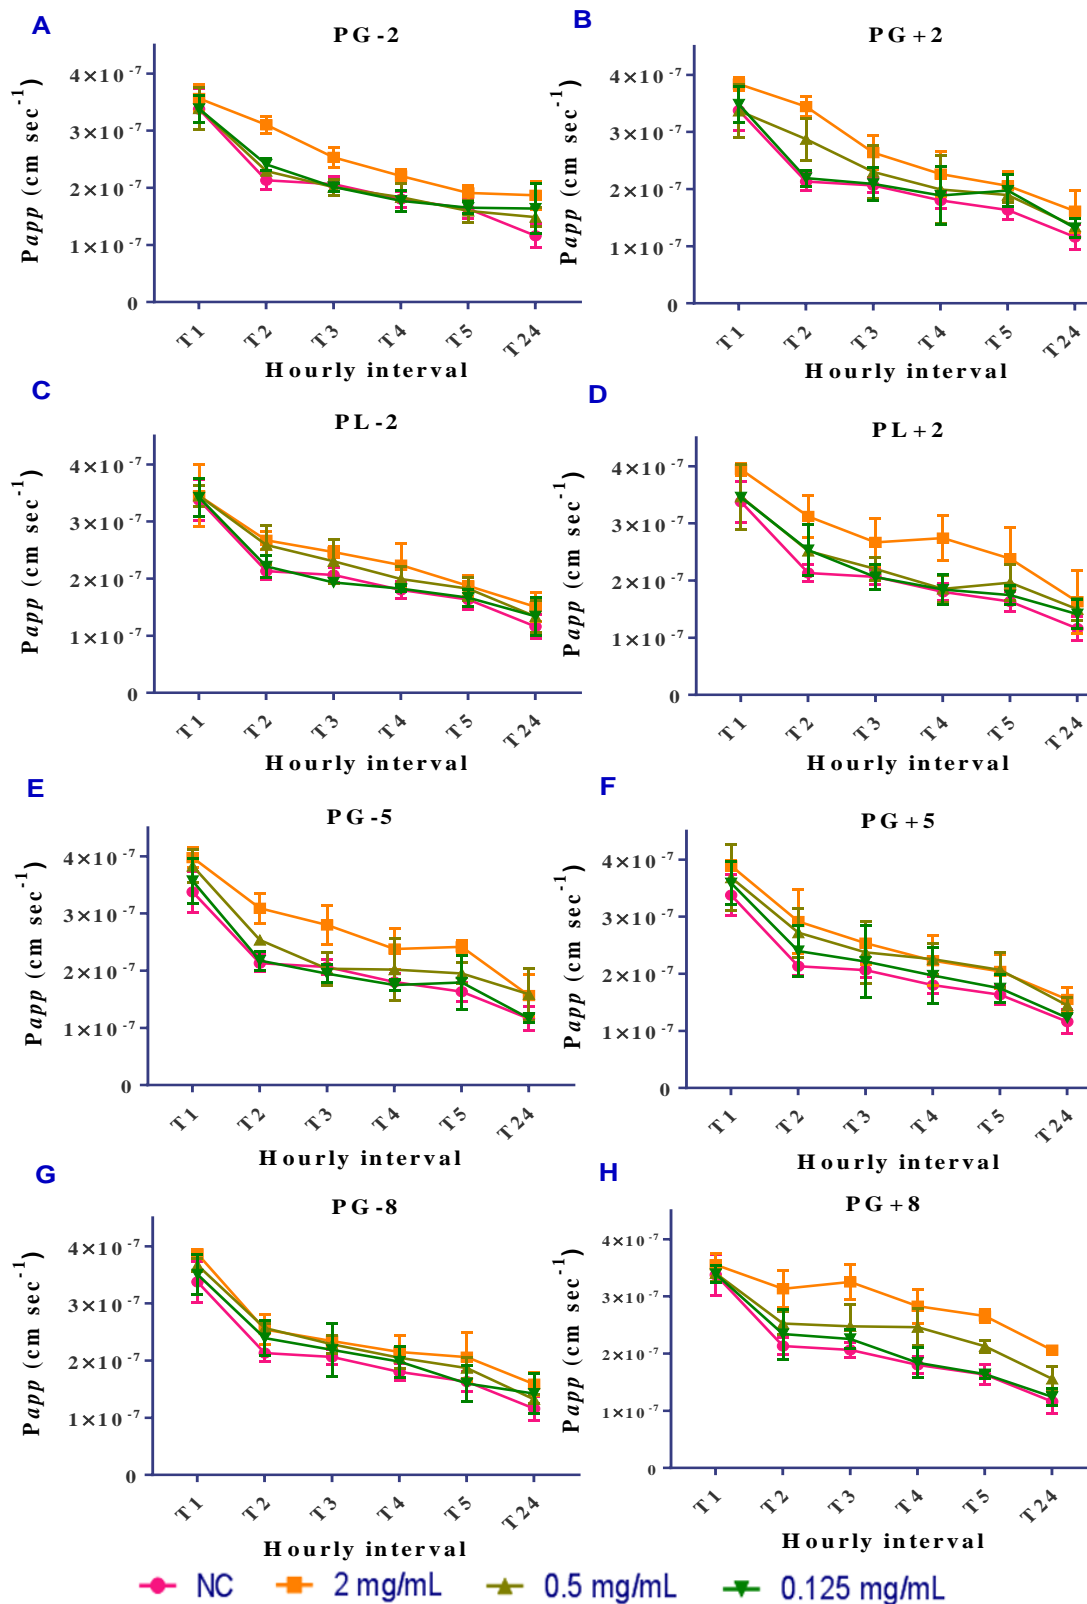 A
PG-2
Papp (cm sec⁻¹)
4×10⁻⁷
3×10⁻⁷
2×10⁻⁷
1×10⁻⁷
0
T1 T2 T3 T4 T5 T24
Hourly interval
B
PG+2
Papp (cm sec⁻¹)
4×10⁻⁷
3×10⁻⁷
2×10⁻⁷
1×10⁻⁷
0
T1 T2 T3 T4 T5 T24
Hourly interval
C
PL-2
Papp (cm sec⁻¹)
4×10⁻⁷
3×10⁻⁷
2×10⁻⁷
1×10⁻⁷
0
T1 T2 T3 T4 T5 T24
Hourly interval
D
PL+2
Papp (cm sec⁻¹)
4×10⁻⁷
3×10⁻⁷
2×10⁻⁷
1×10⁻⁷
0
T1 T2 T3 T4 T5 T24
Hourly interval
E
PG-5
Papp (cm sec⁻¹)
4×10⁻⁷
3×10⁻⁷
2×10⁻⁷
1×10⁻⁷
0
T1 T2 T3 T4 T5 T24
Hourly interval
F
PG+5
Papp (cm sec⁻¹)
4×10⁻⁷
3×10⁻⁷
2×10⁻⁷
1×10⁻⁷
0
T1 T2 T3 T4 T5 T24
Hourly interval
G
PG-8
Papp (cm sec⁻¹)
4×10⁻⁷
3×10⁻⁷
2×10⁻⁷
1×10⁻⁷
0
T1 T2 T3 T4 T5 T24
Hourly interval
H
PG+8
Papp (cm sec⁻¹)
4×10⁻⁷
3×10⁻⁷
2×10⁻⁷
1×10⁻⁷
0
T1 T2 T3 T4 T5 T24
Hourly interval
NC 2 mg/mL 0.5 mg/mL 0.125 mg/mL